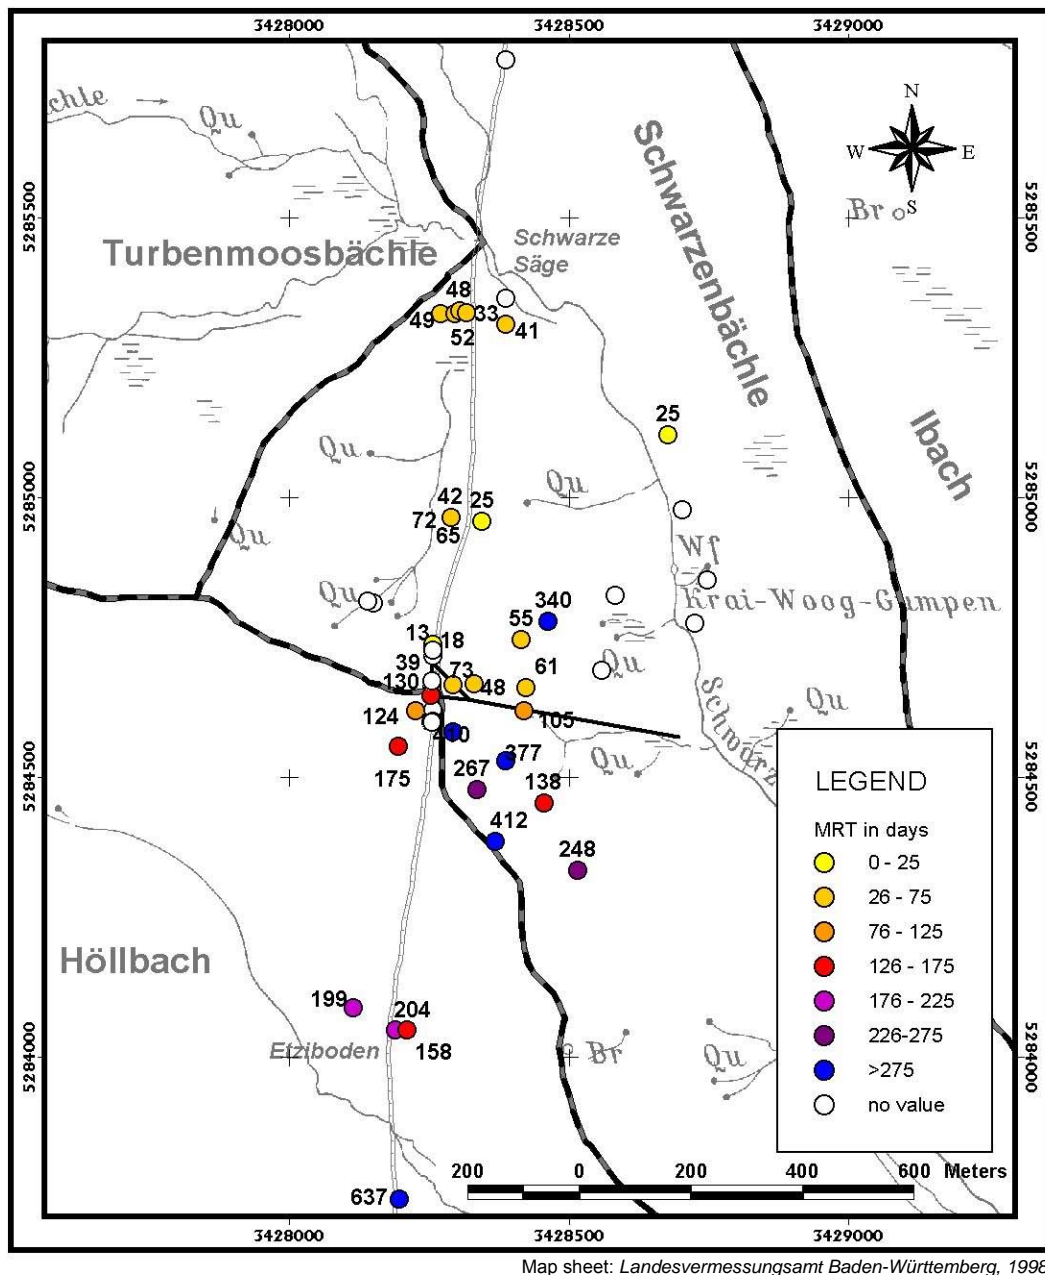 3428000 3428500 3429000
chle
Qu
N
W E
S
Br
5285500 5285500
Turbenmoosbächle
Schwarze
Säge
Schwarzenbächle
48
49 33
52 41
25
Ibach
Qu
Qu
5285000 5285000
42 25
72
65
Qu
Wf
Qu
Krai-Woog-Gumpen
340
55
13 18
39
73 61
Qu
130 48
124 105
Schwarz
Qu
410
377
Qu
175 267 138
5284500 5284500
412
248
LEGEND
MRT in days
0 - 25
26 - 75
76 - 125
126 - 175
176 - 225
226-275
>275
no value
Höllbach
199
204
Etziboden 158
Br
Qu
5284000 5284000
200 0 200 400 600 Meters
637
3428000 3428500 3429000
Map sheet: Landesvermessungsamt Baden-Württemberg, 1998